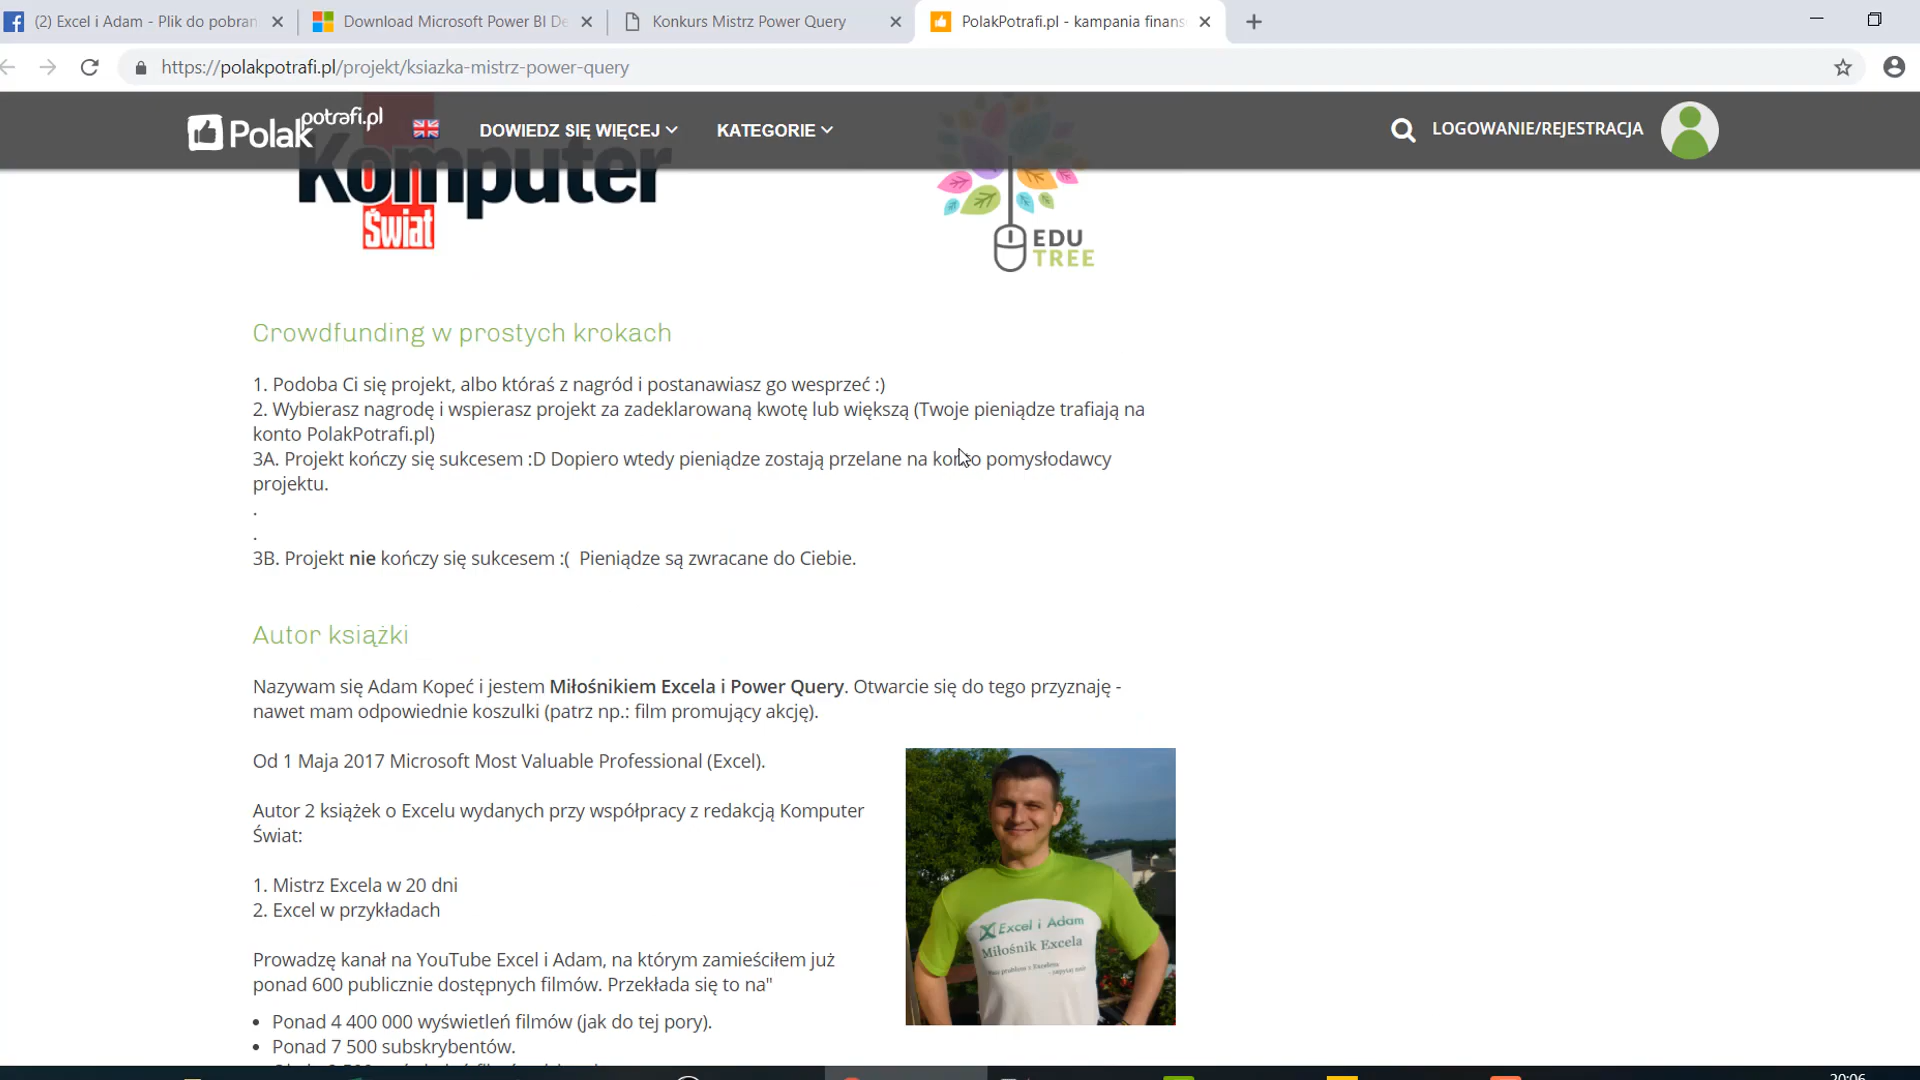 (2) Excel i Adam - Plik do pobran
Download Microsoft Power BI De
Konkurs Mistrz Power Query
PolakPotrafi.pl - kampania finans
https://polakpotrafi.pl/projekt/ksiazka-mistrz-power-query
Polak potrafi.pl
DOWIEDZ SIĘ WIĘCEJ
KATEGORIE
LOGOWANIE/REJESTRACJA
Komputer
Świat
EDU
TREE
Crowdfunding w prostych krokach
1. Podoba Ci się projekt, albo któraś z nagród i postanawiasz go wesprzeć :)
2. Wybierasz nagrodę i wspierasz projekt za zadeklarowaną kwotę lub większą (Twoje pieniądze trafiają na
konto PolakPotrafi.pl)
3A. Projekt kończy się sukcesem :D Dopiero wtedy pieniądze zostają przelane na konto pomysłodawcy
projektu.
.
.
3B. Projekt nie kończy się sukcesem :( Pieniądze są zwracane do Ciebie.
Autor książki
Nazywam się Adam Kopeć i jestem Miłośnikiem Excela i Power Query. Otwarcie się do tego przyznaję -
nawet mam odpowiednie koszulki (patrz np.: film promujący akcję).
Od 1 Maja 2017 Microsoft Most Valuable Professional (Excel).
Autor 2 książek o Excelu wydanych przy współpracy z redakcją Komputer
Świat:
1. Mistrz Excela w 20 dni
2. Excel w przykładach
Excel i Adam
Miłośnik Excela
Prowadzę kanał na YouTube Excel i Adam, na którym zamieściłem już
ponad 600 publicznie dostępnych filmów. Przekłada się to na"
• Ponad 4 400 000 wyświetleń filmów (jak do tej pory).
• Ponad 7 500 subskrybentów.
20:06